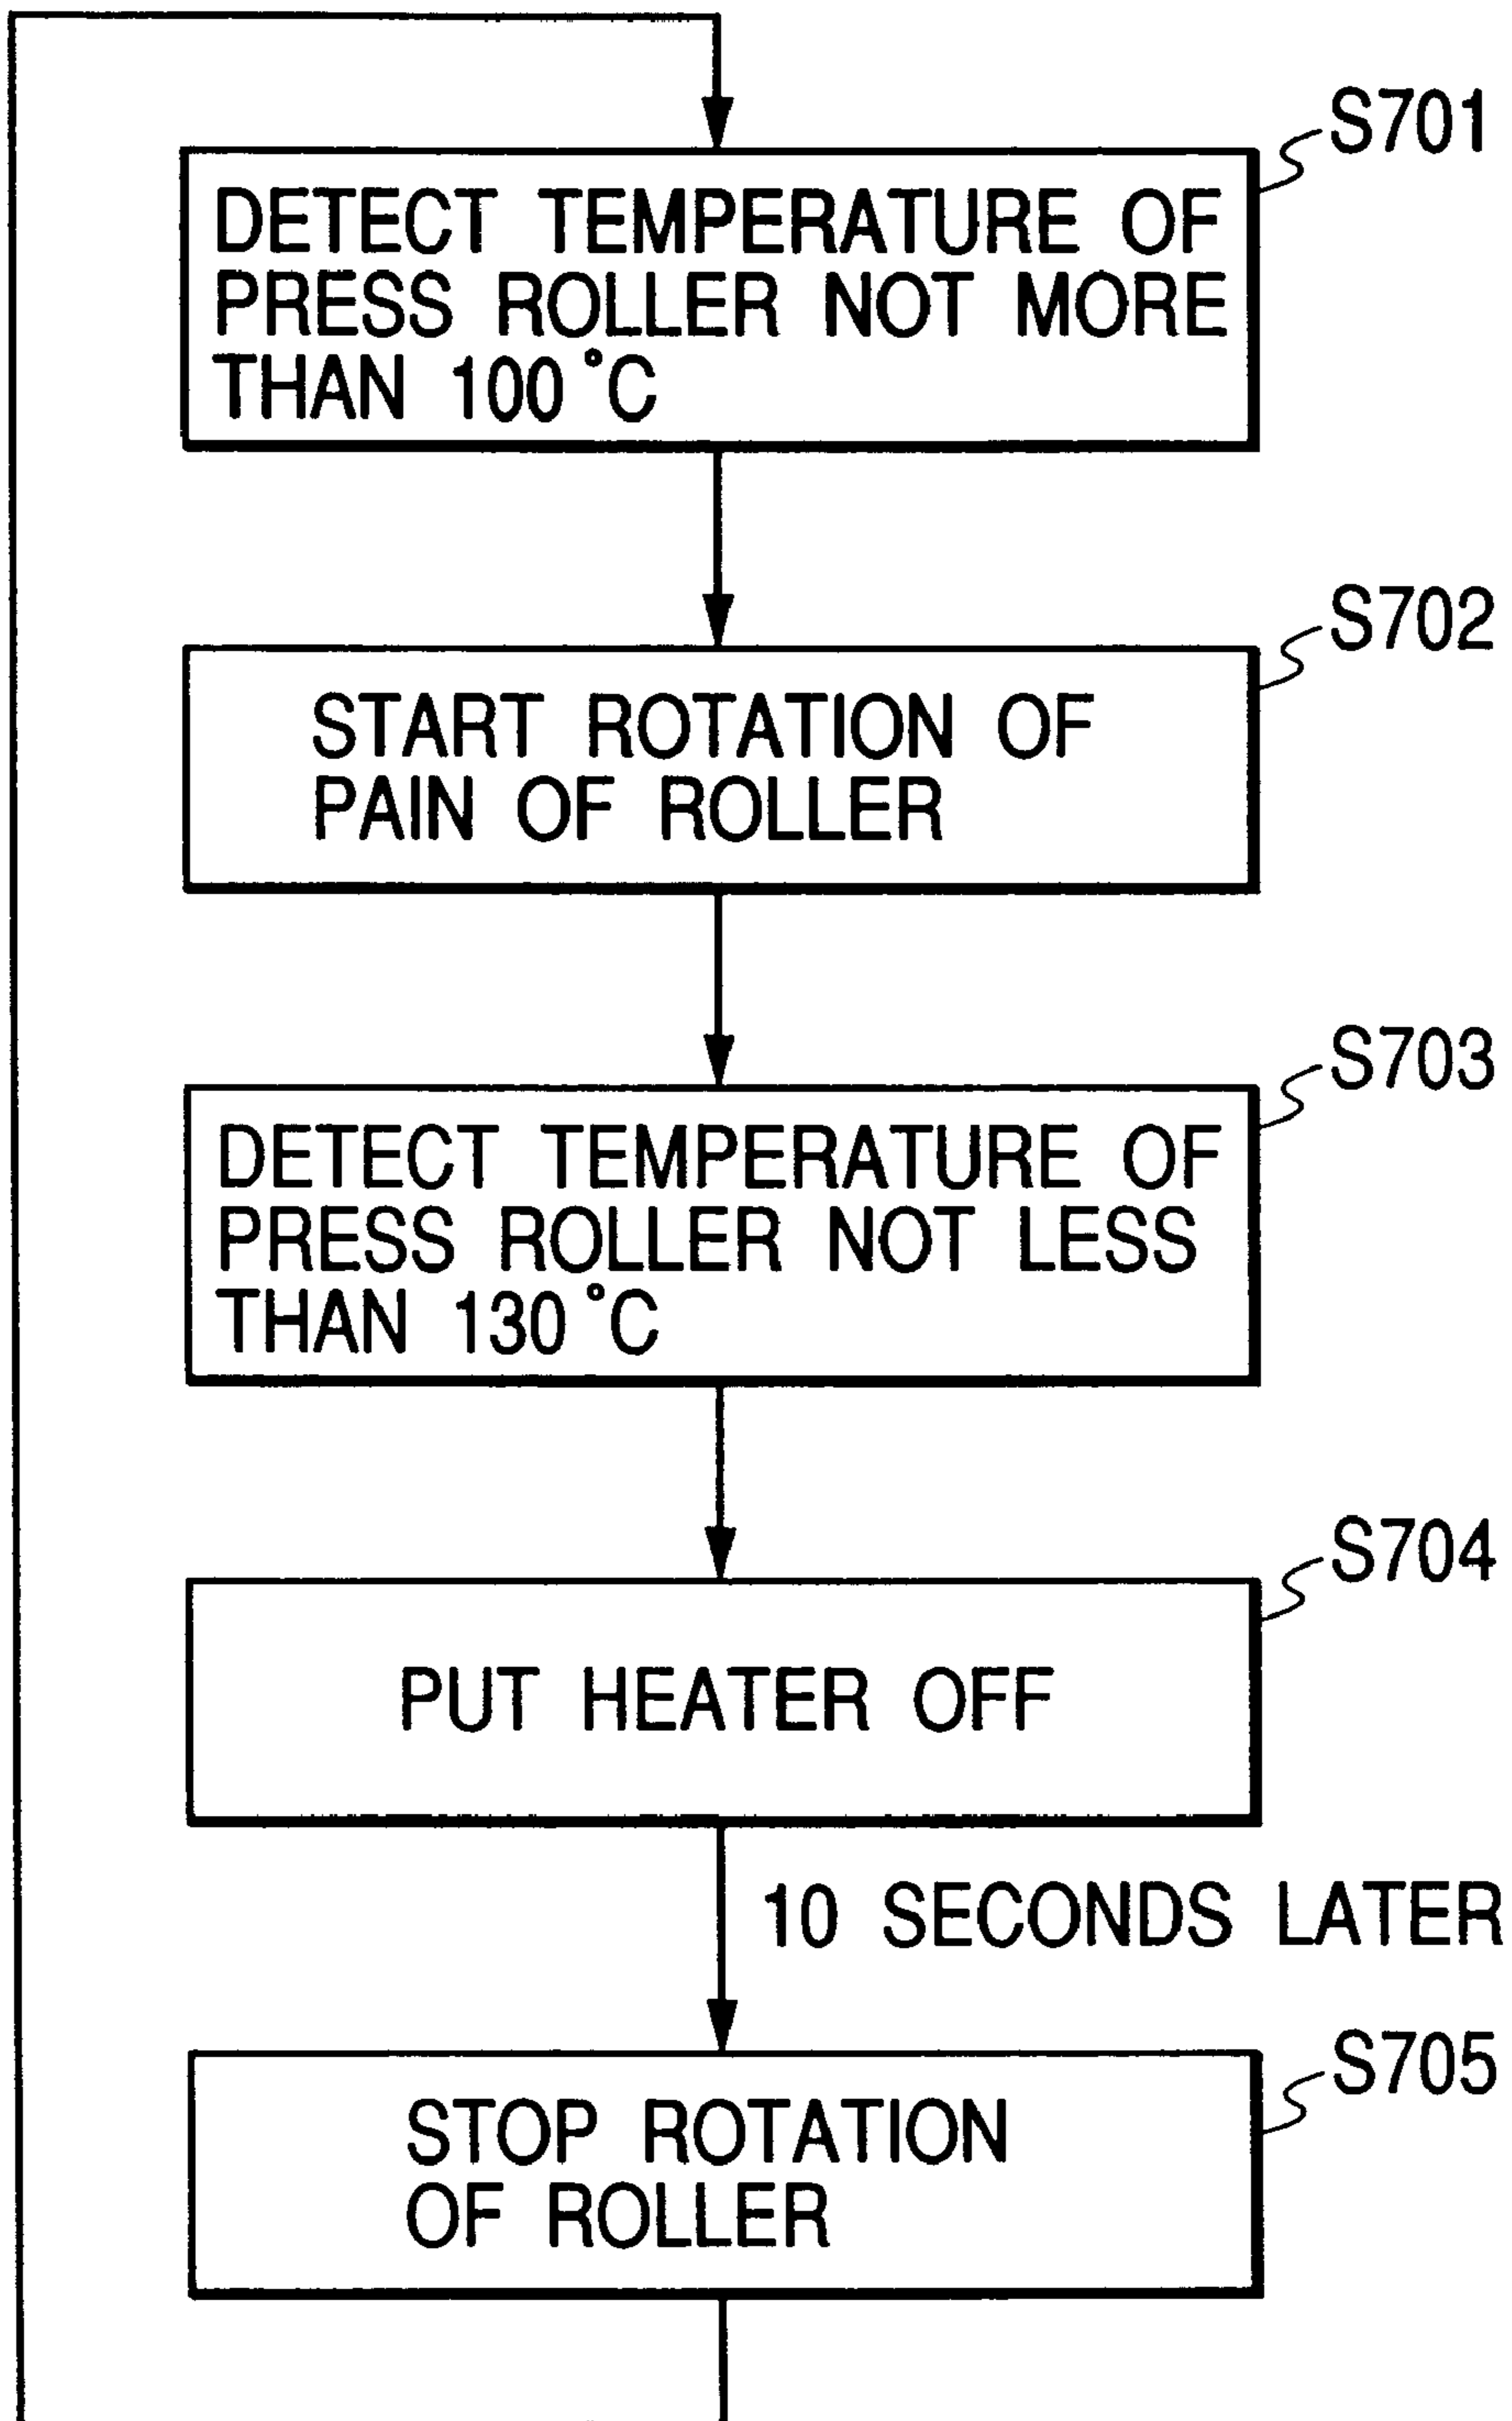 S701
DETECT TEMPERATURE OF
PRESS ROLLER NOT MORE
THAN 100°C
S702
START ROTATION OF
PAIN OF ROLLER
S703
DETECT TEMPERATURE OF
PRESS ROLLER NOT LESS
THAN 130°C
S704
PUT HEATER OFF
10 SECONDS LATER
S705
STOP ROTATION
OF ROLLER